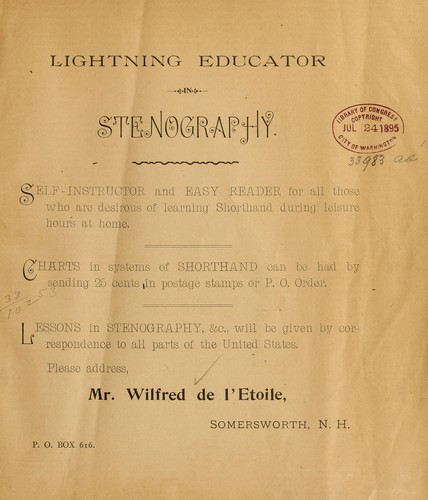 LIGHTNING EDUCATOR
-IN-
STENOGRAPHY.
LIBRARY OF CONGRESS
COPYRIGHT
JUL 24 1895
CITY OF WASHINGTON
33983
SELF-INSTRUCTOR and EASY READER for all those
who are desirous of learning Shorthand during leisure
hours at home.
CHARTS in systems of SHORTHAND can be had by
sending 25 cents in postage stamps or P. O. Order.
LESSONS in STENOGRAPHY, &c., will be given by cor-
respondence to all parts of the United States.
Please address,
Mr. Wilfred de l'Etoile,
SOMERSWORTH, N. H.
P. O. BOX 616.